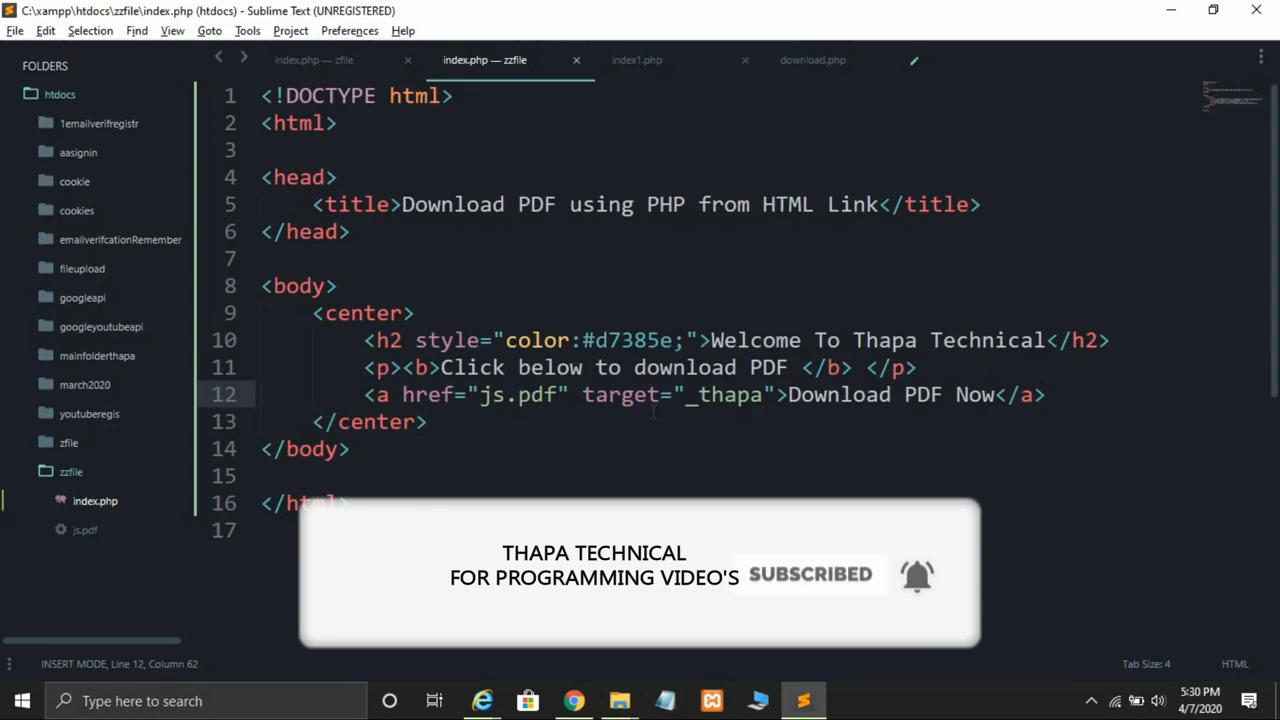 C:\xampp\htdocs\zzfile\index.php (htdocs) - Sublime Text (UNREGISTERED)
File Edit Selection Find View Goto Tools Project Preferences Help
FOLDERS
htdocs
1emailverifregistr
aasignin
cookie
cookies
emailverifcationRemember
fileupload
googleapi
googleyoutubeapi
mainfolderthapa
march2020
youtuberegis
zfile
zzfile
index.php
js.pdf
index.php — zfile index.php — zzfile index1.php download.php
1 <!DOCTYPE html>
2 <html>
3
4 <head>
5 <title>Download PDF using PHP from HTML Link</title>
6 </head>
7
8 <body>
9 <center>
10 <h2 style="color:#d7385e;">Welcome To Thapa Technical</h2>
11 <p><b>Click below to download PDF </b> </p>
12 <a href="js.pdf" target="_thapa">Download PDF Now</a>
13 </center>
14 </body>
15
16 </html>
17
THAPA TECHNICAL
FOR PROGRAMMING VIDEO'S SUBSCRIBED
INSERT MODE, Line 12, Column 62 Tab Size: 4 HTML
Type here to search 5:30 PM
4/7/2020